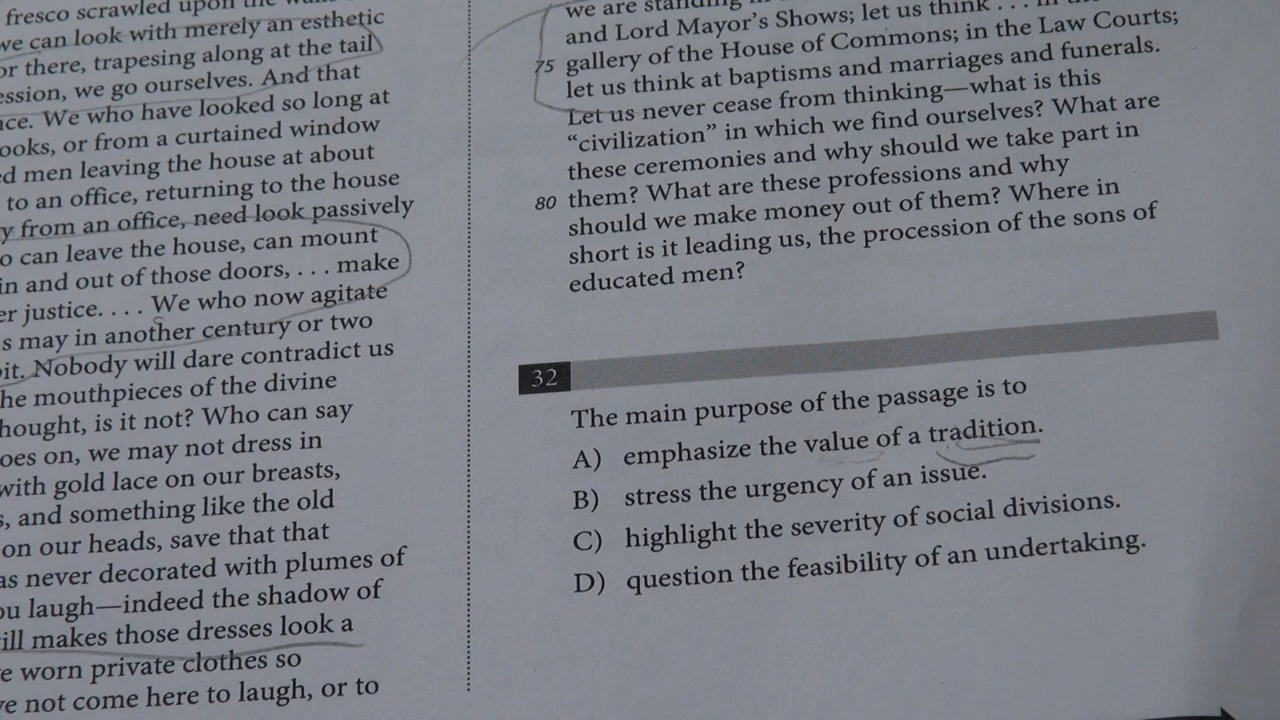 fresco scrawled upon the
we can look with merely an esthetic
or there, trapesing along at the tail
ession, we go ourselves. And that
nce. We who have looked so long at
ooks, or from a curtained window
d men leaving the house at about
to an office, returning to the house
y from an office, need look passively
o can leave the house, can mount
in and out of those doors, . . . make
er justice. . . . We who now agitate
s may in another century or two
it. Nobody will dare contradict us
he mouthpieces of the divine
hought, is it not? Who can say
oes on, we may not dress in
with gold lace on our breasts,
s, and something like the old
on our heads, save that that
as never decorated with plumes of
ou laugh—indeed the shadow of
ill makes those dresses look a
e worn private clothes so
ve not come here to laugh, or to
we are standing
and Lord Mayor's Shows; let us think . . . in
75 gallery of the House of Commons; in the Law Courts;
let us think at baptisms and marriages and funerals.
Let us never cease from thinking—what is this
"civilization" in which we find ourselves? What are
these ceremonies and why should we take part in
80 them? What are these professions and why
should we make money out of them? Where in
short is it leading us, the procession of the sons of
educated men?
32
The main purpose of the passage is to
A) emphasize the value of a tradition.
B) stress the urgency of an issue.
C) highlight the severity of social divisions.
D) question the feasibility of an undertaking.